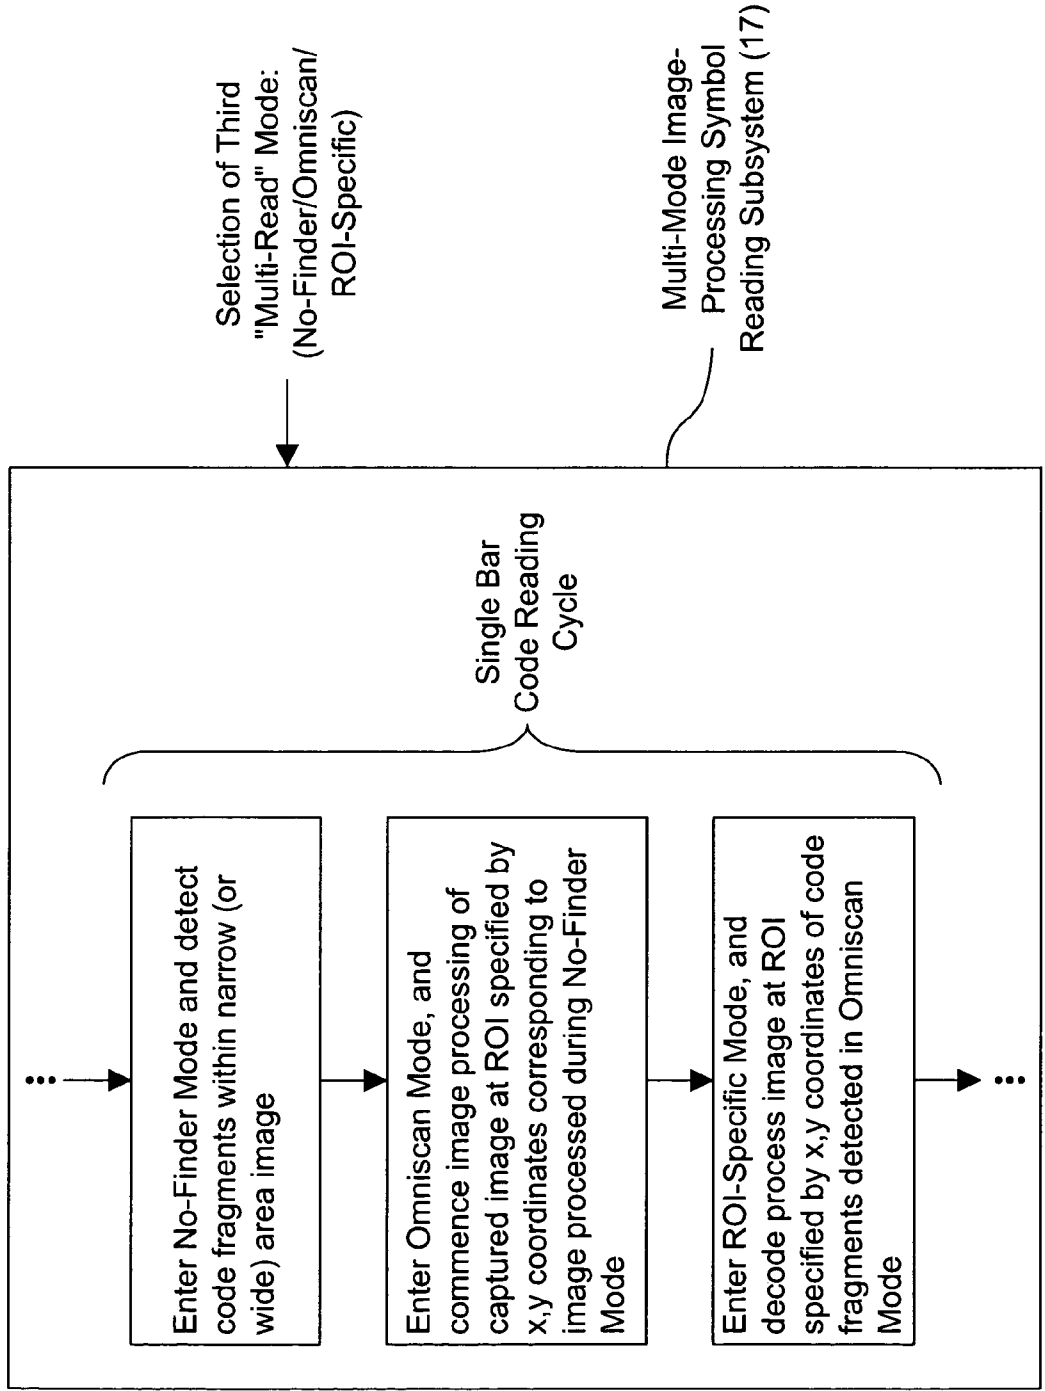 Selection of Third
"Multi-Read" Mode:
(No-Finder/Omniscan/
ROI-Specific)
Multi-Mode Image-
Processing Symbol
Reading Subsystem (17)
Single Bar
Code Reading
Cycle
Enter No-Finder Mode and detect
code fragments within narrow (or
wide) area image
Enter Omniscan Mode, and
commence image processing of
captured image at ROI specified by
x,y coordinates corresponding to
image processed during No-Finder
Mode
Enter ROI-Specific Mode, and
decode process image at ROI
specified by x,y coordinates of code
fragments detected in Omniscan
Mode